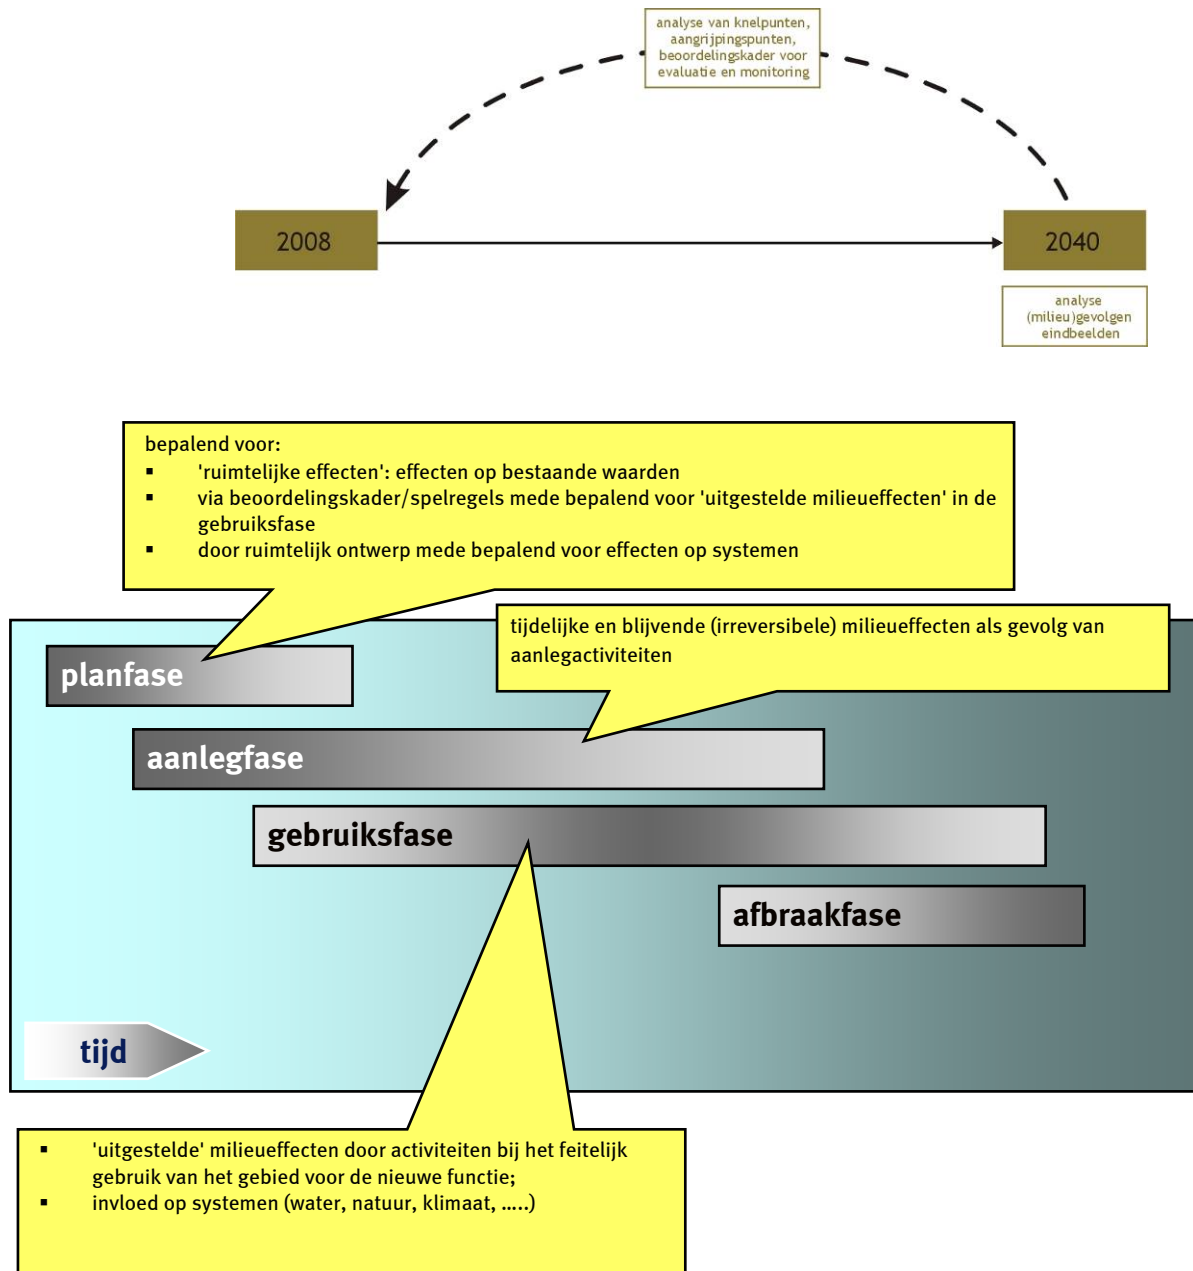 analyse van knelpunten,
aangrijpingspunten,
beoordelingskader voor
evaluatie en monitoring
2008
2040
analyse
(milieu)gevolgen
eindbeelden
bepalend voor:
▪ 'ruimtelijke effecten': effecten op bestaande waarden
▪ via beoordelingskader/spelregels mede bepalend voor 'uitgestelde milieueffecten' in de
gebruiksfase
▪ door ruimtelijk ontwerp mede bepalend voor effecten op systemen
tijdelijke en blijvende (irreversibele) milieueffecten als gevolg van
aanlegactiviteiten
planfase
aanlegfase
gebruiksfase
afbraakfase
tijd
▪ 'uitgestelde' milieueffecten door activiteiten bij het feitelijk
gebruik van het gebied voor de nieuwe functie;
▪ invloed op systemen (water, natuur, klimaat, .....)